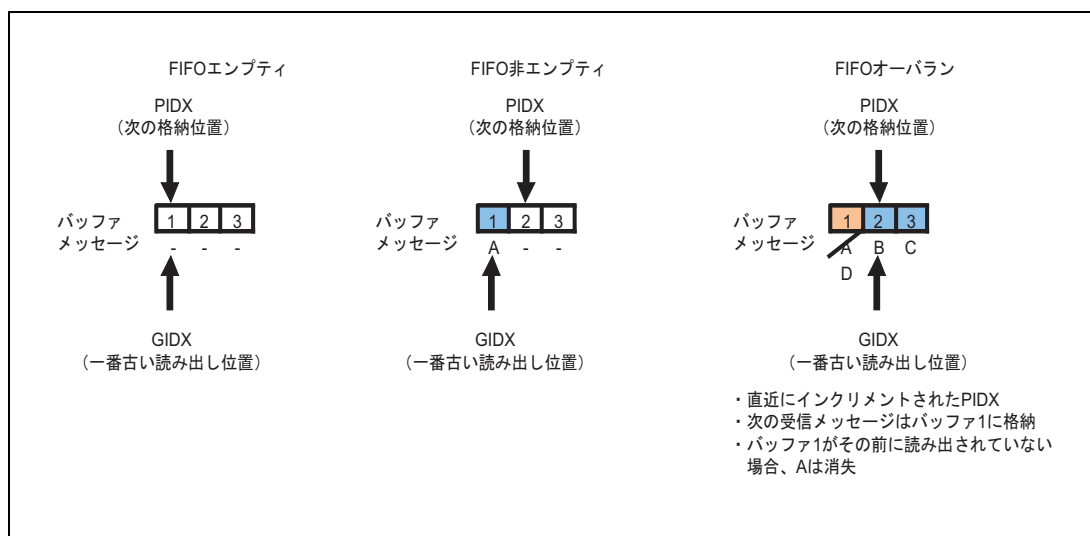 FIFOエンプティ
PIDX
（次の格納位置）
バッファ 1 2 3
メッセージ - - -
GIDX
（一番古い読み出し位置）
FIFO非エンプティ
PIDX
（次の格納位置）
バッファ 1 2 3
メッセージ A - -
GIDX
（一番古い読み出し位置）
FIFOオーバラン
PIDX
（次の格納位置）
バッファ 1 2 3
メッセージ A B C
D
GIDX
（一番古い読み出し位置）
・直近にインクリメントされたPIDX
・次の受信メッセージはバッファ1に格納
・バッファ1がその前に読み出されていない
場合、Aは消失